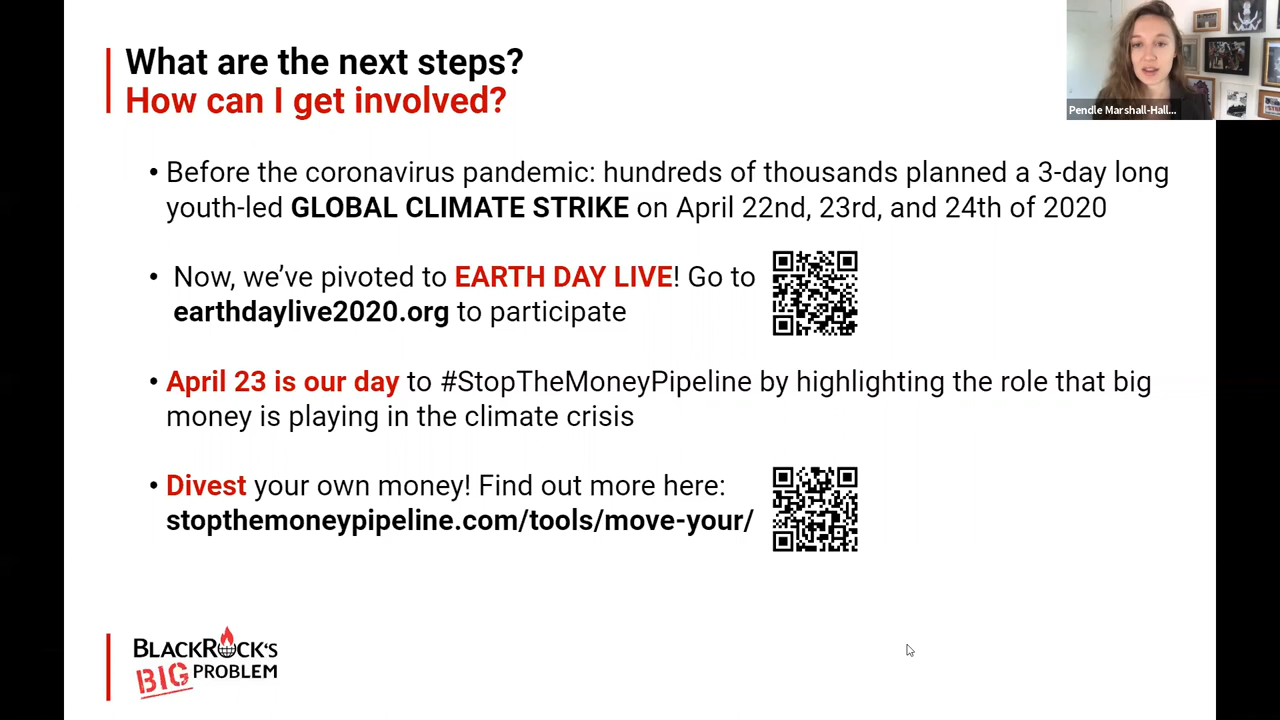 What are the next steps?
How can I get involved?
Pendle Marshall-Hall...
• Before the coronavirus pandemic: hundreds of thousands planned a 3-day long
youth-led GLOBAL CLIMATE STRIKE on April 22nd, 23rd, and 24th of 2020
• Now, we’ve pivoted to EARTH DAY LIVE! Go to
earthdaylive2020.org to participate
• April 23 is our day to #StopTheMoneyPipeline by highlighting the role that big
money is playing in the climate crisis
• Divest your own money! Find out more here:
stopthemoneypipeline.com/tools/move-your/
BLACKROCK‘S
BIG PROBLEM